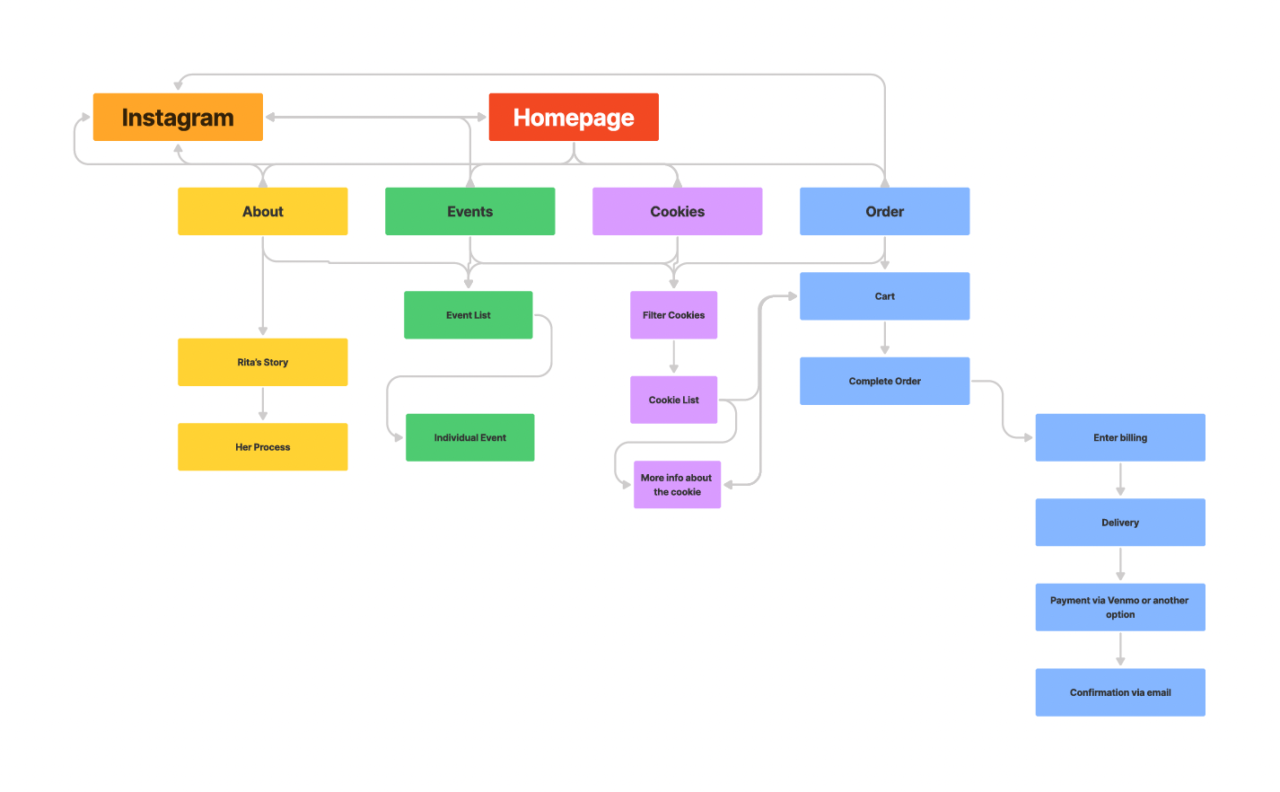 Instagram
Homepage
About
Events
Cookies
Order
Cart
Event List
Filter Cookies
Rita's Story
Complete Order
Cookie List
Her Process
Individual Event
Enter billing
More info about
the cookie
Delivery
Payment via Venmo or another
option
Confirmation via email